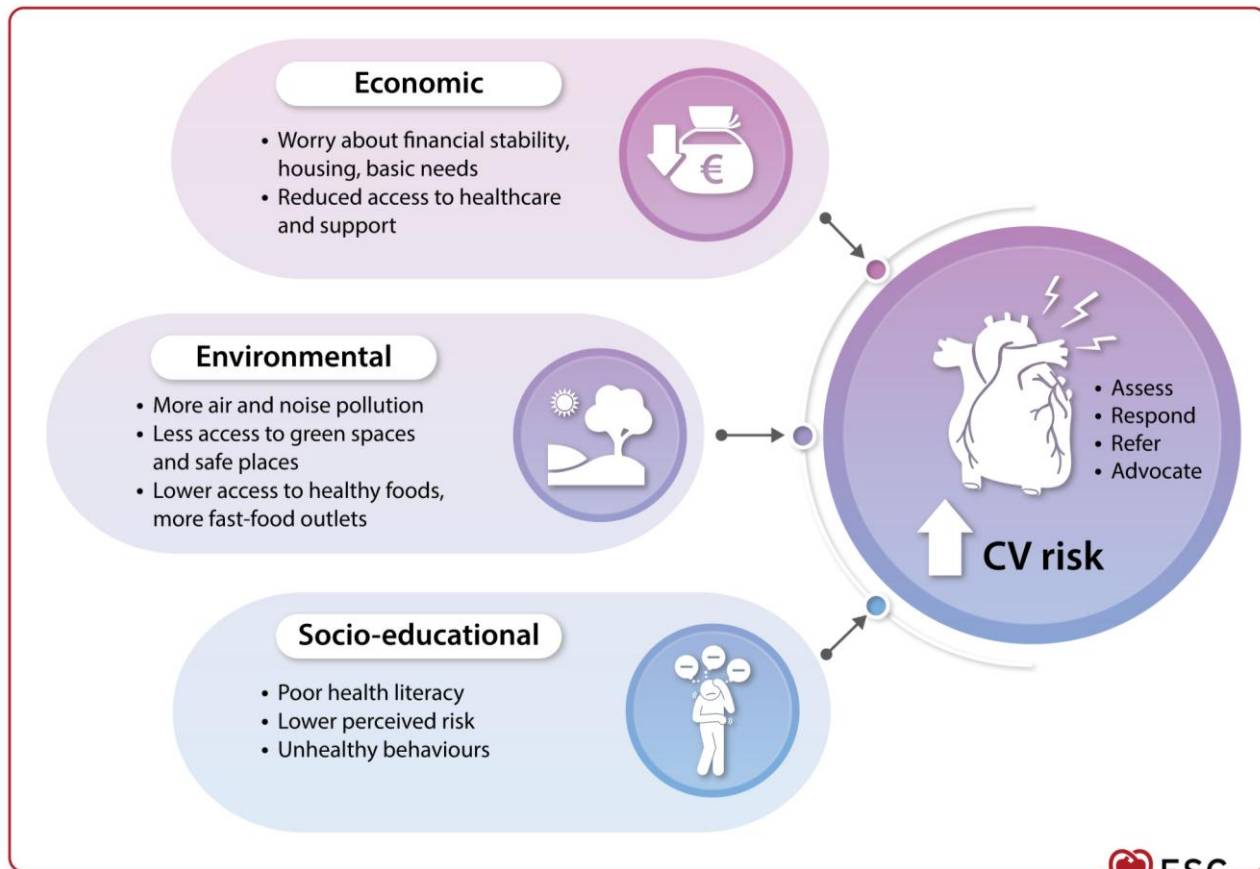 Economic
• Worry about financial stability,
housing, basic needs
• Reduced access to healthcare
and support
€
Environmental
• More air and noise pollution
• Less access to green spaces
and safe places
• Lower access to healthy foods,
more fast-food outlets
Socio-educational
• Poor health literacy
• Lower perceived risk
• Unhealthy behaviours
• Assess
• Respond
• Refer
• Advocate
CV risk
ESC